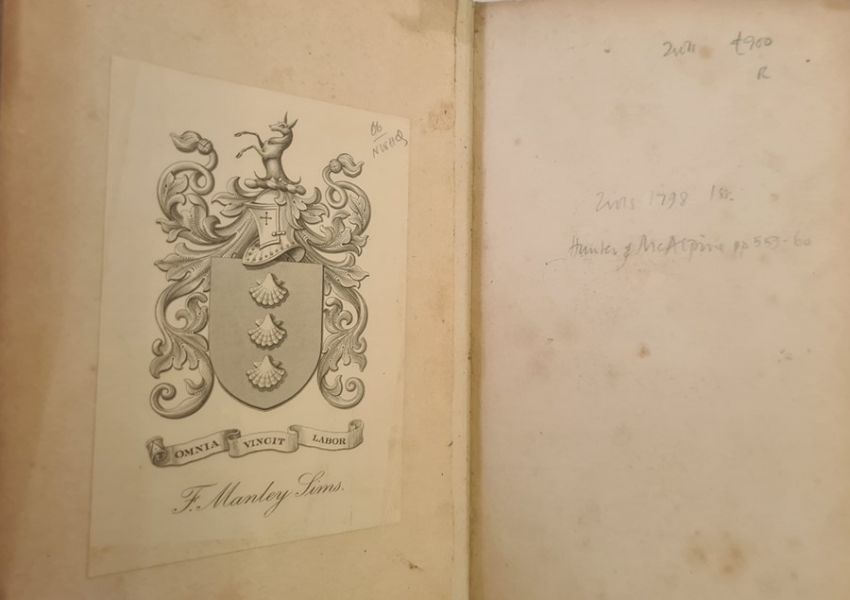 OMNIA VINCIT LABOR
F. Manley Sims.
2 vols £900
R
2 vols 1798 1st.
Hunter & McAlpine pp 559-60